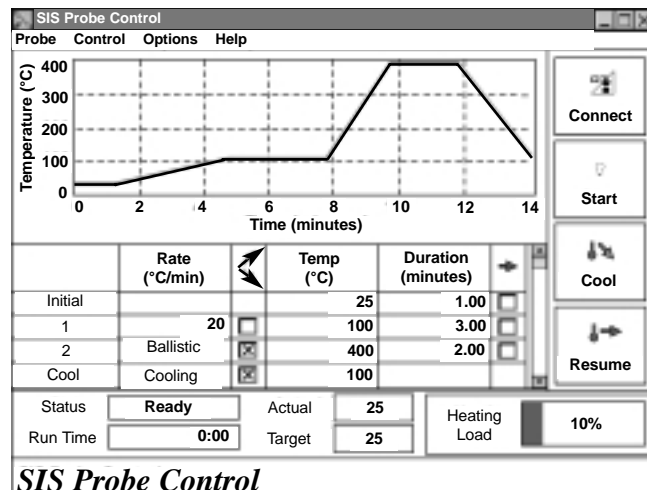 SIS Probe Control
Probe Control Options Help
Temperature (°C)
400
300
200
100
0
0 2 4 6 8 10 12 14
Time (minutes)
Connect
Start
Cool
Resume
Rate (°C/min) Temp (°C) Duration (minutes)
Initial 25 1.00
1 20 100 3.00
2 Ballistic 400 2.00
Cool Cooling 100
Status Ready Actual 25 Heating Load 10%
Run Time 0:00 Target 25
SIS Probe Control